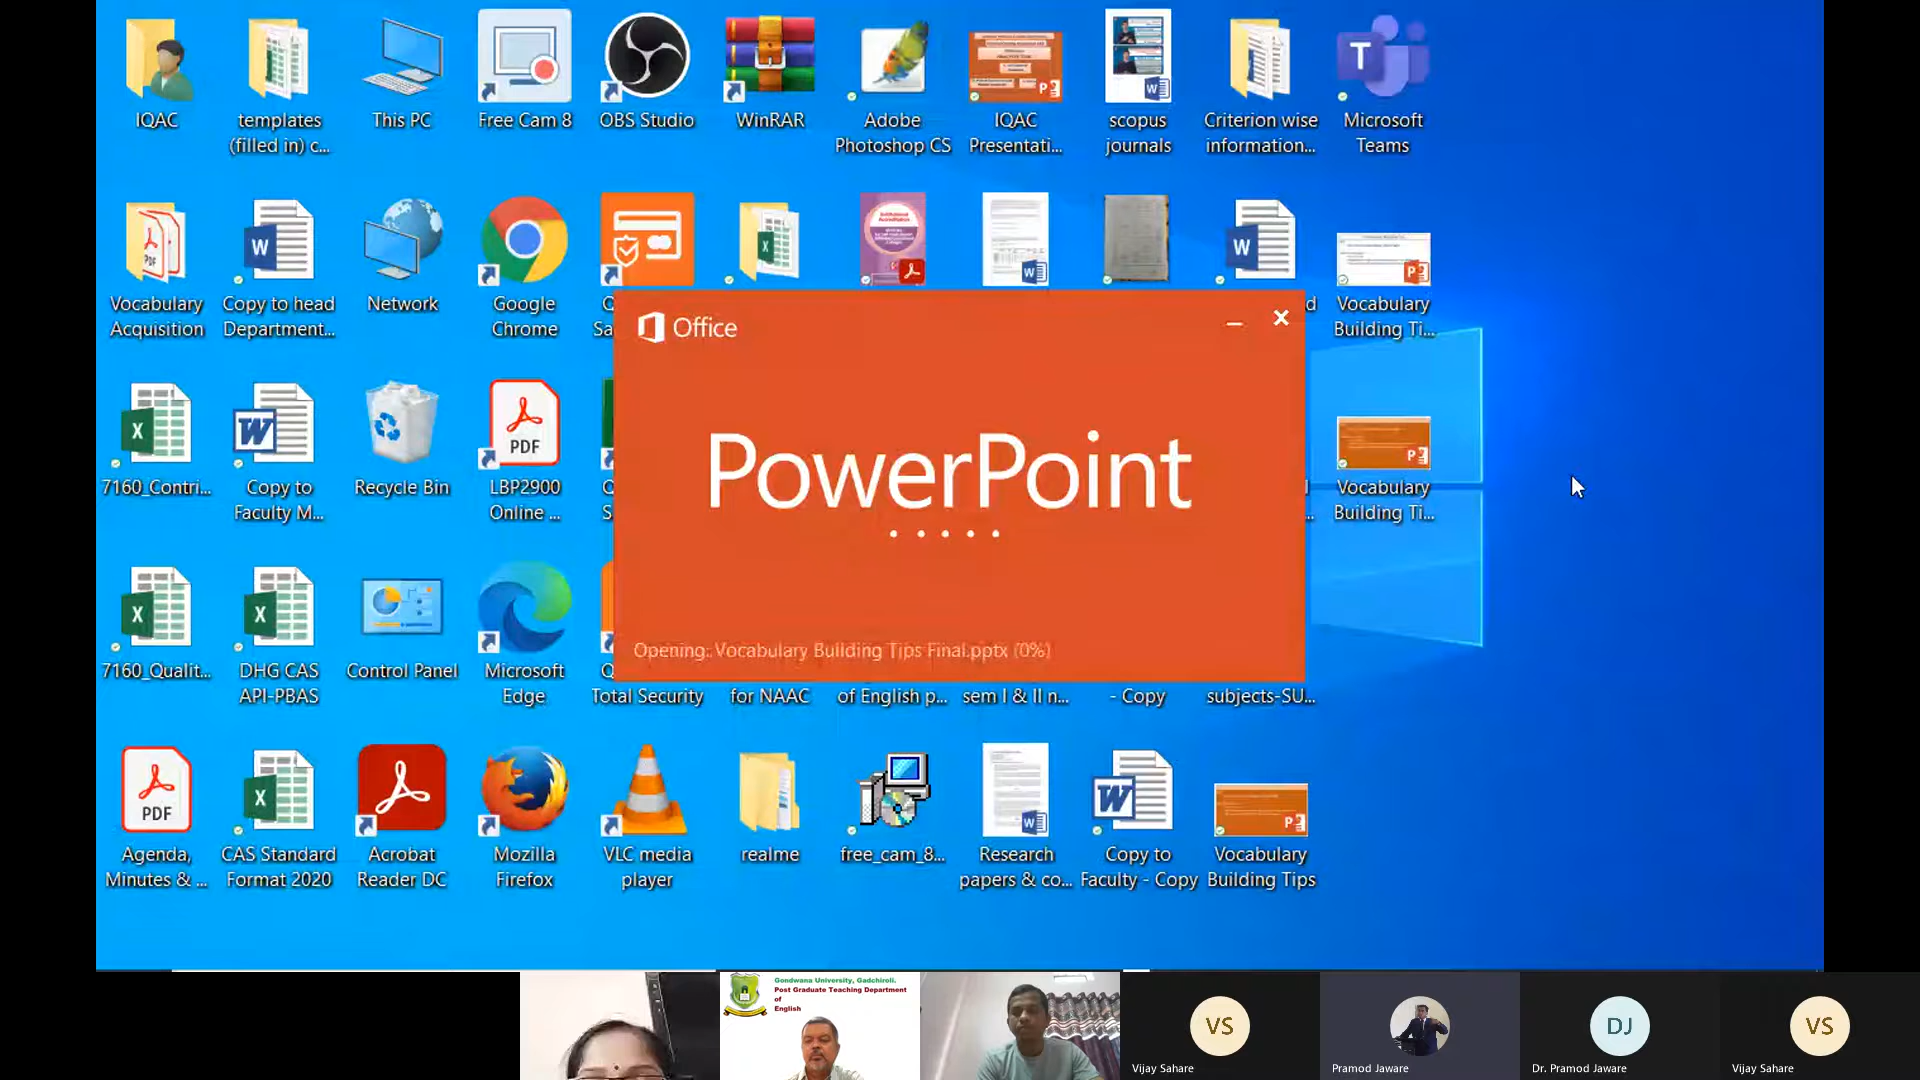 IQAC
templates
(filled in) c...
This PC
Free Cam 8
OBS Studio
WinRAR
Adobe
Photoshop CS
IQAC
Presentati...
scopus
journals
Criterion wise
information...
Microsoft
Teams
Vocabulary
Acquisition
Copy to head
Department...
Network
Google
Chrome
Vocabulary
Building Ti...
Office
PowerPoint
Opening: Vocabulary Building Tips Final.pptx (0%)
7160_Contri...
Copy to
Faculty M...
Recycle Bin
PDF
LBP2900
Online ...
Vocabulary
Building Ti...
7160_Qualit...
DHG CAS
API-PBAS
Control Panel
Microsoft
Edge
Total Security
for NAAC
of English p...
sem I & II n...
- Copy
subjects-SU...
PDF
Agenda,
Minutes & ...
CAS Standard
Format 2020
Acrobat
Reader DC
Mozilla
Firefox
VLC media
player
realme
free_cam_8...
Research
papers & co...
Copy to
Faculty - Copy
Vocabulary
Building Tips
Gondwana University, Gadchiroli.
Post Graduate Teaching Department
of
English
VS
Vijay Sahare
Pramod Jaware
DJ
Dr. Pramod Jaware
VS
Vijay Sahare